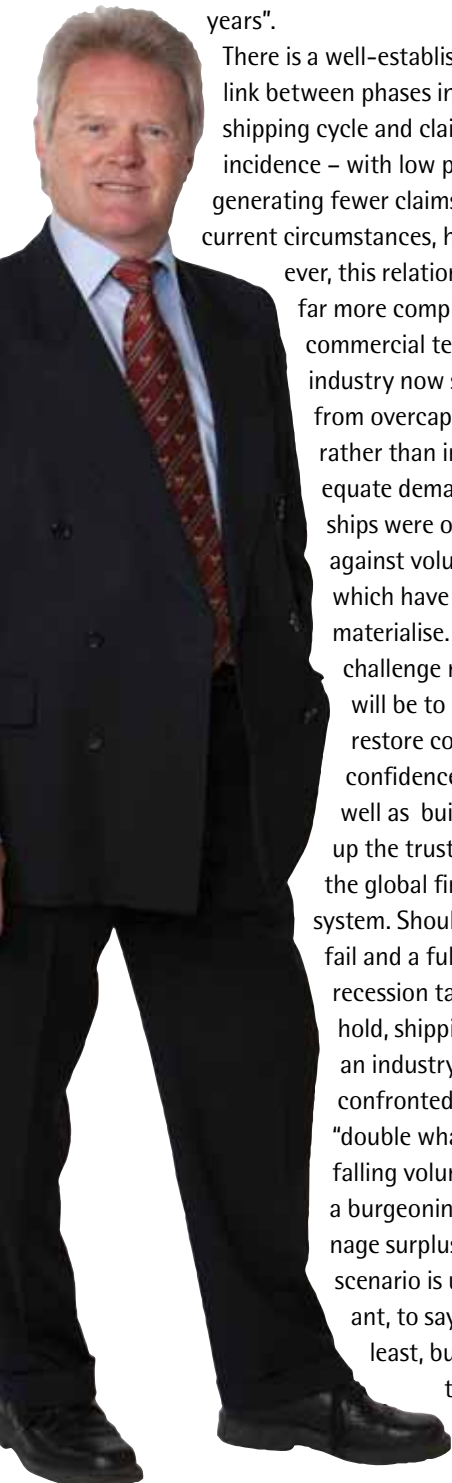 years”.
There is a well-establis
link between phases in
shipping cycle and clai
incidence – with low p
generating fewer claims
current circumstances, h
ever, this relation
far more comp
commercial te
industry now s
from overcap
rather than in
equate dema
ships were o
against volu
which have
materialise.
challenge r
will be to
restore co
confidence
well as buil
up the trust
the global fin
system. Shoul
fail and a ful
recession ta
hold, shippi
an industry
confronted
“double wha
falling volur
a burgeonin
nage surplus
scenario is u
ant, to say
least, bu
t